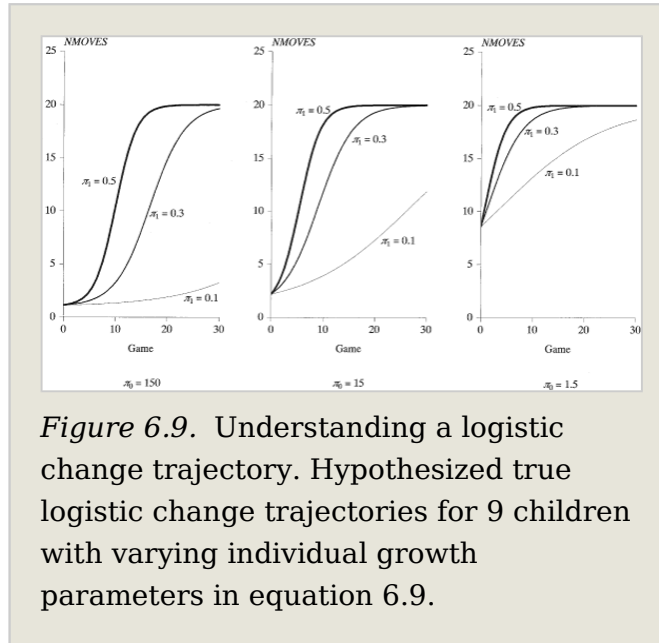 NMOVES
25
20
15
10
5
0
π₁ = 0.5
π₁ = 0.3
π₁ = 0.1
0 10 20 30
Game
π₀ = 150
NMOVES
25
20
15
10
5
0
π₁ = 0.5
π₁ = 0.3
π₁ = 0.1
0 10 20 30
Game
π₀ = 15
NMOVES
25
20
15
10
5
0
π₁ = 0.5
π₁ = 0.3
π₁ = 0.1
0 10 20 30
Game
π₀ = 1.5
Figure 6.9. Understanding a logistic
change trajectory. Hypothesized true
logistic change trajectories for 9 children
with varying individual growth
parameters in equation 6.9.